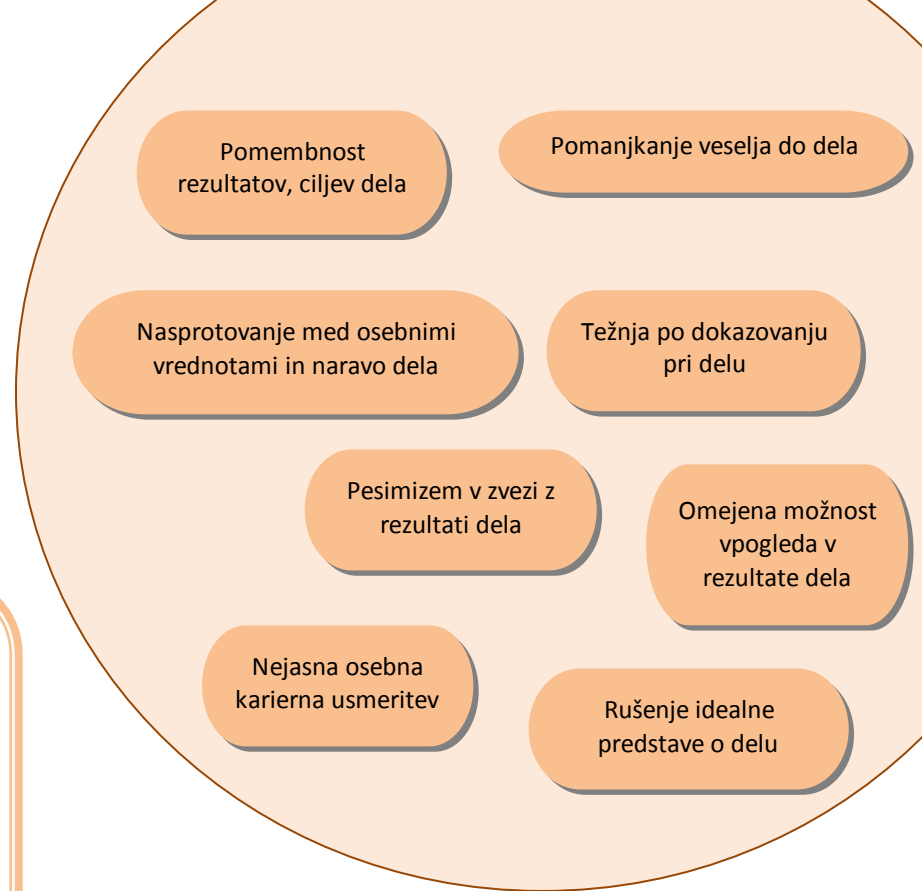 Pomembnost
rezultatov, ciljev dela
Pomanjkanje veselja do dela
Nasprotovanje med osebnimi
vrednotami in naravo dela
Težnja po dokazovanju
pri delu
Pesimizem v zvezi z
rezultati dela
Omejena možnost
vpogleda v
rezultate dela
Nejasna osebna
karierna usmeritev
Rušenje idealne
predstave o delu